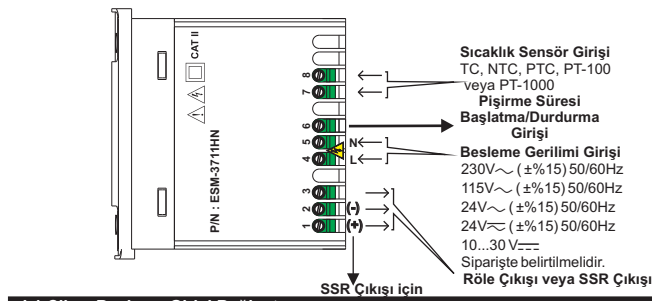 CAT II
P/N : ESM-3711HN
8
7
6
5
4
3
2
1
N
L
(-)
(+)
Sıcaklık Sensör Girişi
TC, NTC, PTC, PT-100
veya PT-1000
Pişirme Süresi
Başlatma/Durdurma
Girişi
Besleme Gerilimi Girişi
230V~ (±%15) 50/60Hz
115V~ (±%15) 50/60Hz
24V~ (±%15) 50/60Hz
24V⏦ (±%15) 50/60Hz
10...30 V⎓
Siparişte belirtilmelidir.
Röle Çıkışı veya SSR Çıkışı
SSR Çıkışı için